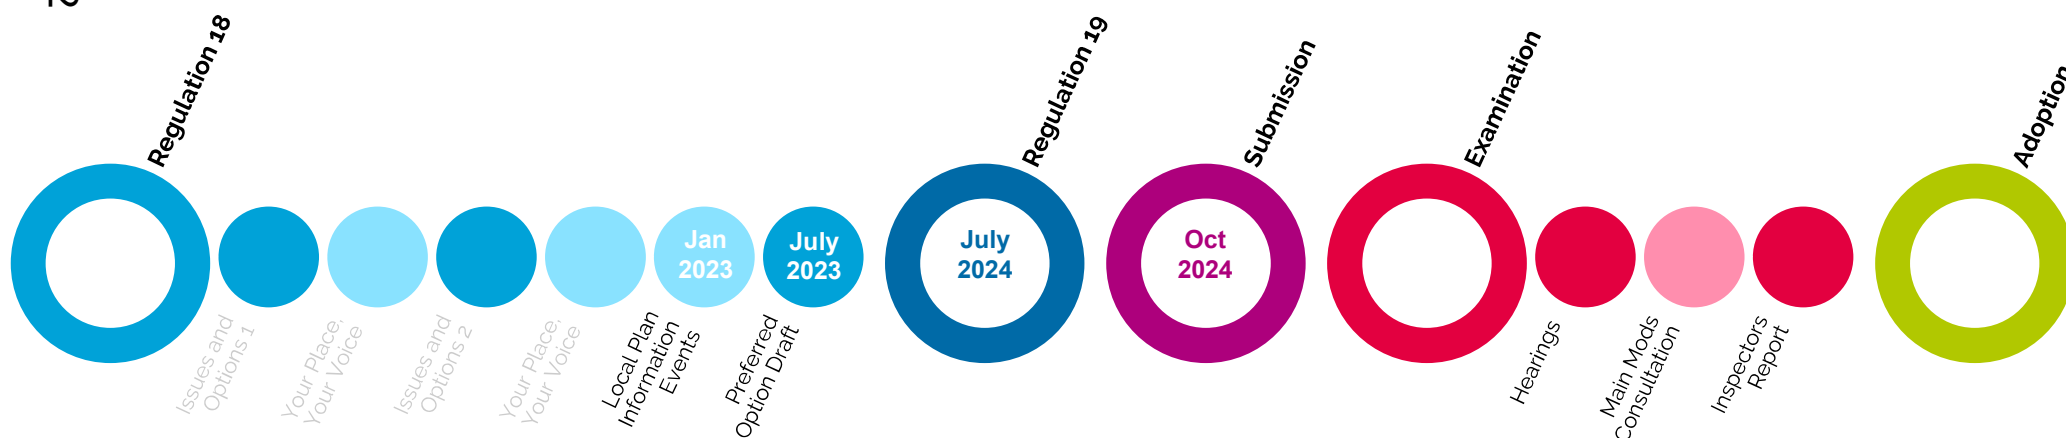 Regulation 18
Issues and
Options 1
Your Place,
Your Voice
Issues and
Options 2
Your Place,
Your Voice
Jan
2023
Local Plan
Information
Events
July
2023
Preferred
Option Draft
Regulation 19
July
2024
Submission
Oct
2024
Examination
Hearings
Main Mods
Consultation
Inspectors
Report
Adoption